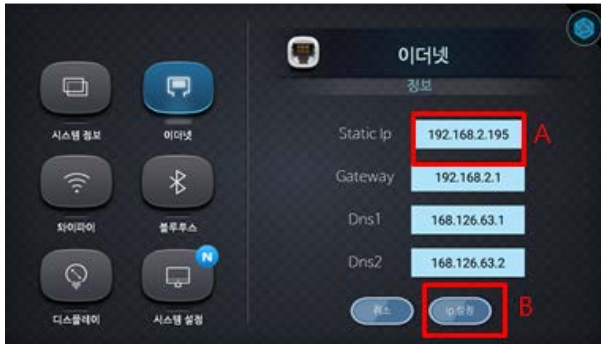 이더넷
정보
시스템 정보
이더넷
Static Ip
192.168.2.195
A
Gateway
192.168.2.1
와이파이
블루투스
Dns1
168.126.63.1
Dns2
168.126.63.2
N
디스플레이
시스템 설정
취소
ip 설정
B